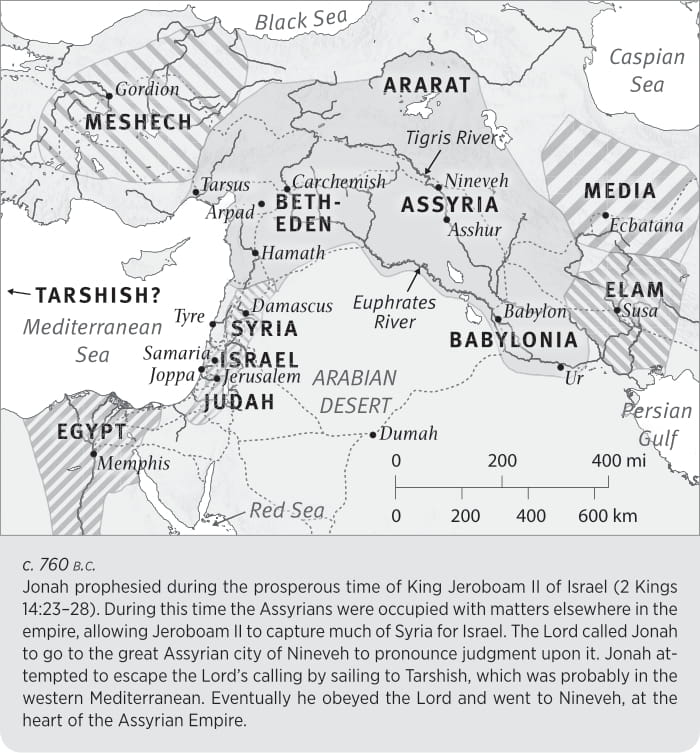 Black Sea
Caspian
Sea
ARARAT
Gordion
MESHECH
Tigris River
Tarsus
Carchemish
Nineveh
MEDIA
Arpad
BETH-
EDEN
ASSYRIA
Asshur
Ecbatana
Hamath
TARSHISH?
ELAM
Mediterranean
Sea
Tyre
Damascus
SYRIA
Euphrates
River
Babylon
Susa
BABYLONIA
Samaria
ISRAEL
Joppa
Jerusalem
ARABIAN
DESERT
Ur
JUDAH
Persian
Gulf
EGYPT
Dumah
Memphis
0 200 400 mi
0 200 400 600 km
Red Sea
c. 760 B.C.
Jonah prophesied during the prosperous time of King Jeroboam II of Israel (2 Kings
14:23–28). During this time the Assyrians were occupied with matters elsewhere in the
empire, allowing Jeroboam II to capture much of Syria for Israel. The Lord called Jonah
to go to the great Assyrian city of Nineveh to pronounce judgment upon it. Jonah at-
tempted to escape the Lord's calling by sailing to Tarshish, which was probably in the
western Mediterranean. Eventually he obeyed the Lord and went to Nineveh, at the
heart of the Assyrian Empire.